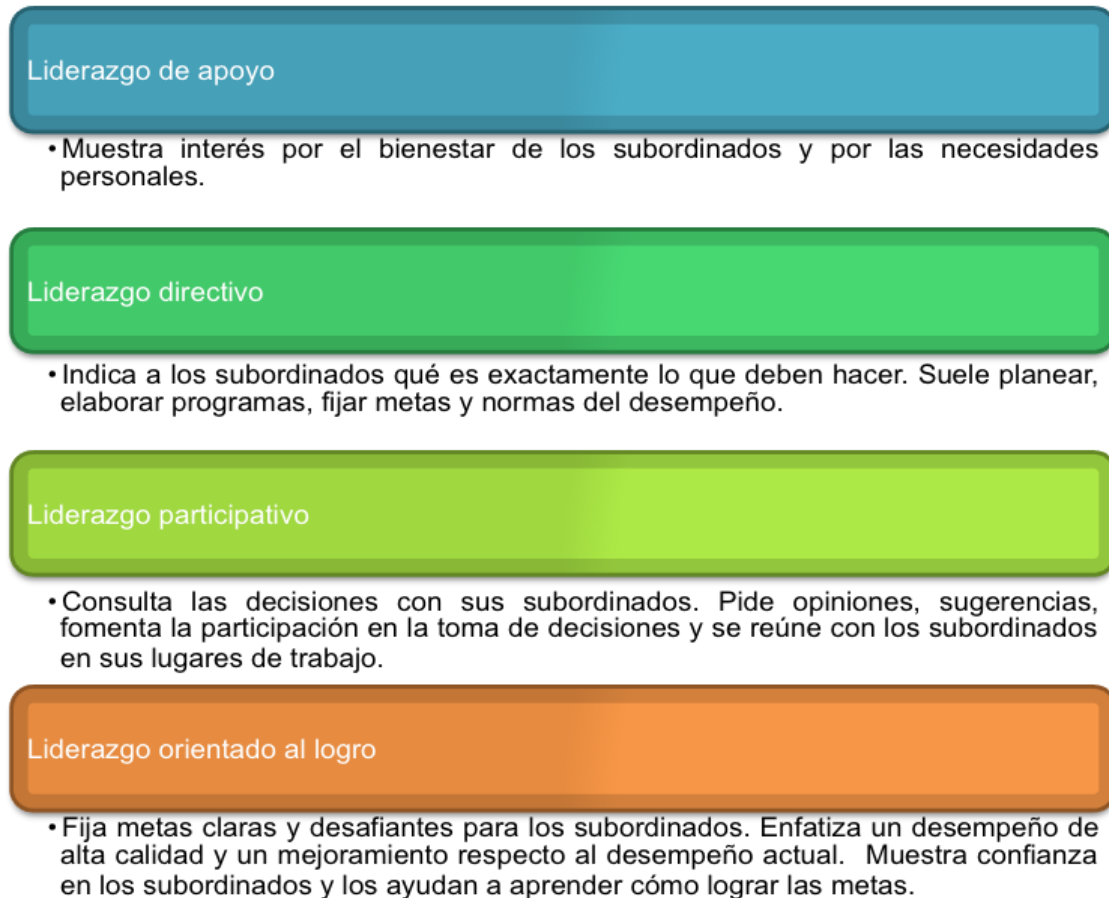 Liderazgo de apoyo
• Muestra interés por el bienestar de los subordinados y por las necesidades
personales.
Liderazgo directivo
• Indica a los subordinados qué es exactamente lo que deben hacer. Suele planear,
elaborar programas, fijar metas y normas del desempeño.
Liderazgo participativo
• Consulta las decisiones con sus subordinados. Pide opiniones, sugerencias,
fomenta la participación en la toma de decisiones y se reúne con los subordinados
en sus lugares de trabajo.
Liderazgo orientado al logro
• Fija metas claras y desafiantes para los subordinados. Enfatiza un desempeño de
alta calidad y un mejoramiento respecto al desempeño actual.  Muestra confianza
en los subordinados y los ayudan a aprender cómo lograr las metas.